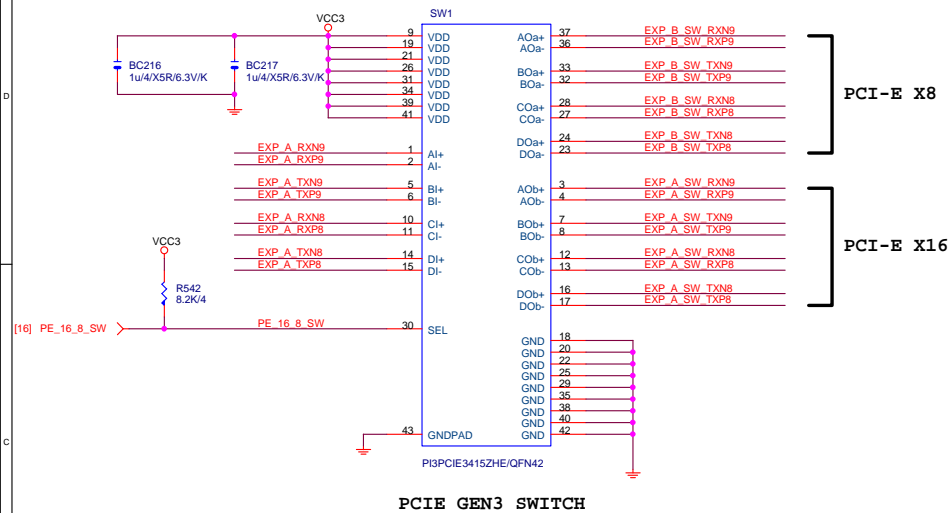 SW1
VCC3
BC216
1u/4/X5R/6.3V/K
BC217
1u/4/X5R/6.3V/K
9 VDD
19 VDD
21 VDD
26 VDD
31 VDD
34 VDD
39 VDD
41 VDD
EXP_A_RXN9 1 AI+
EXP_A_RXP9 2 AI-
EXP_A_TXN9 5 BI+
EXP_A_TXP9 6 BI-
EXP_A_RXN8 10 CI+
EXP_A_RXP8 11 CI-
EXP_A_TXN8 14 DI+
EXP_A_TXP8 15 DI-
VCC3
R542
8.2K/4
[16] PE_16_8_SW PE_16_8_SW 30 SEL
43 GNDPAD
AOa+ 37 EXP_B_SW_RXN9
AOa- 36 EXP_B_SW_RXP9
BOa+ 33 EXP_B_SW_TXN9
BOa- 32 EXP_B_SW_TXP9
COa+ 28 EXP_B_SW_RXN8
COa- 27 EXP_B_SW_RXP8
DOa+ 24 EXP_B_SW_TXN8
DOa- 23 EXP_B_SW_TXP8
PCI-E X8
AOb+ 3 EXP_A_SW_RXN9
AOb- 4 EXP_A_SW_RXP9
BOb+ 7 EXP_A_SW_TXN9
BOb- 8 EXP_A_SW_TXP9
COb+ 12 EXP_A_SW_RXN8
COb- 13 EXP_A_SW_RXP8
DOb+ 16 EXP_A_SW_TXN8
DOb- 17 EXP_A_SW_TXP8
PCI-E X16
GND 18
GND 20
GND 22
GND 25
GND 29
GND 35
GND 38
GND 40
GND 42
PI3PCIE3415ZHE/QFN42
PCIE GEN3 SWITCH
D
C